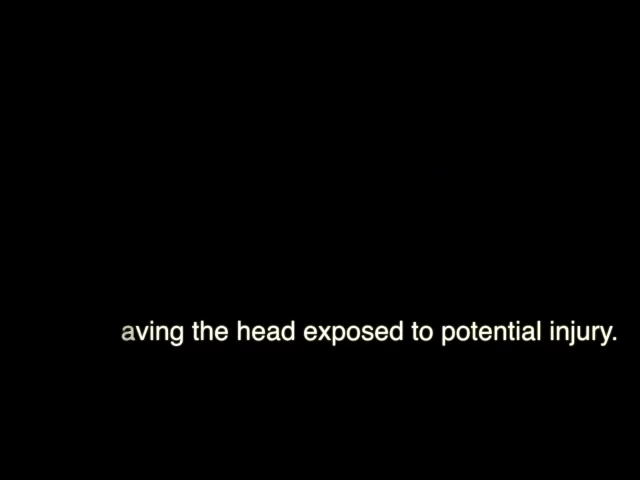 aving the head exposed to potential injury.